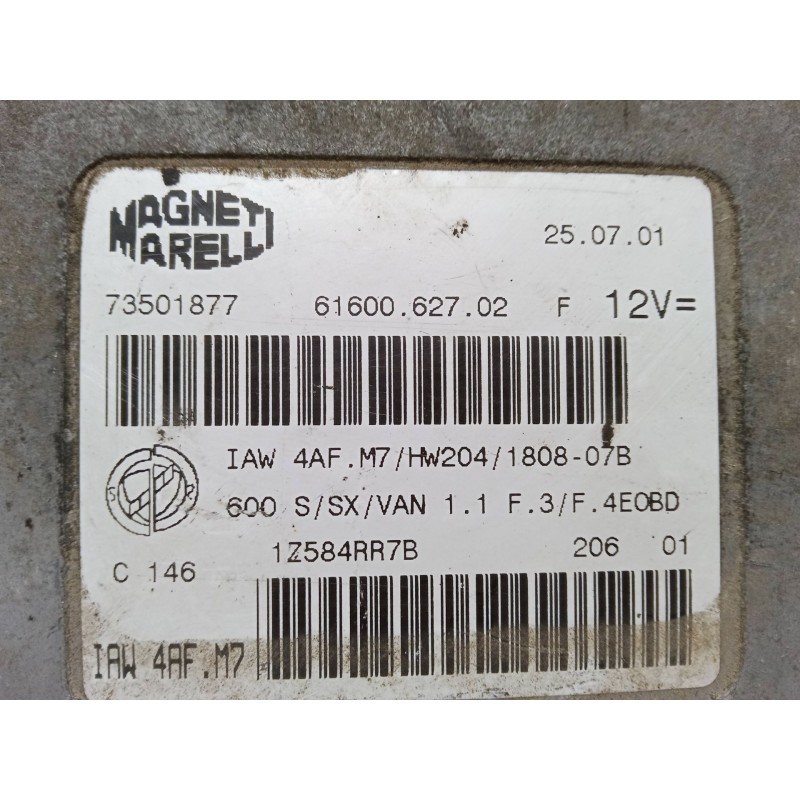 MAGNETI
MARELLI
25.07.01
73501877 61600.627.02 F 12V=
IAW 4AF.M7/HW204/1808-07B
S R
600 S/SX/VAN 1.1 F.3/F.4EOBD
1Z584RR7B 206 01
C 146
IAW 4AF.M7